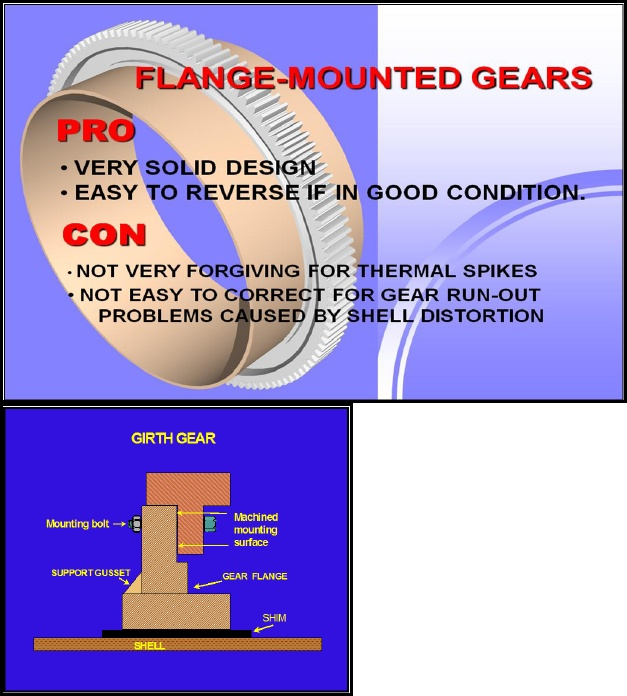 FLANGE-MOUNTED GEARS
PRO
• VERY SOLID DESIGN
• EASY TO REVERSE IF IN GOOD CONDITION.
CON
• NOT VERY FORGIVING FOR THERMAL SPIKES
• NOT EASY TO CORRECT FOR GEAR RUN-OUT
PROBLEMS CAUSED BY SHELL DISTORTION
GIRTH GEAR
Mounting bolt
Machined
mounting
surface
SUPPORT GUSSET
GEAR FLANGE
SHIM
SHELL